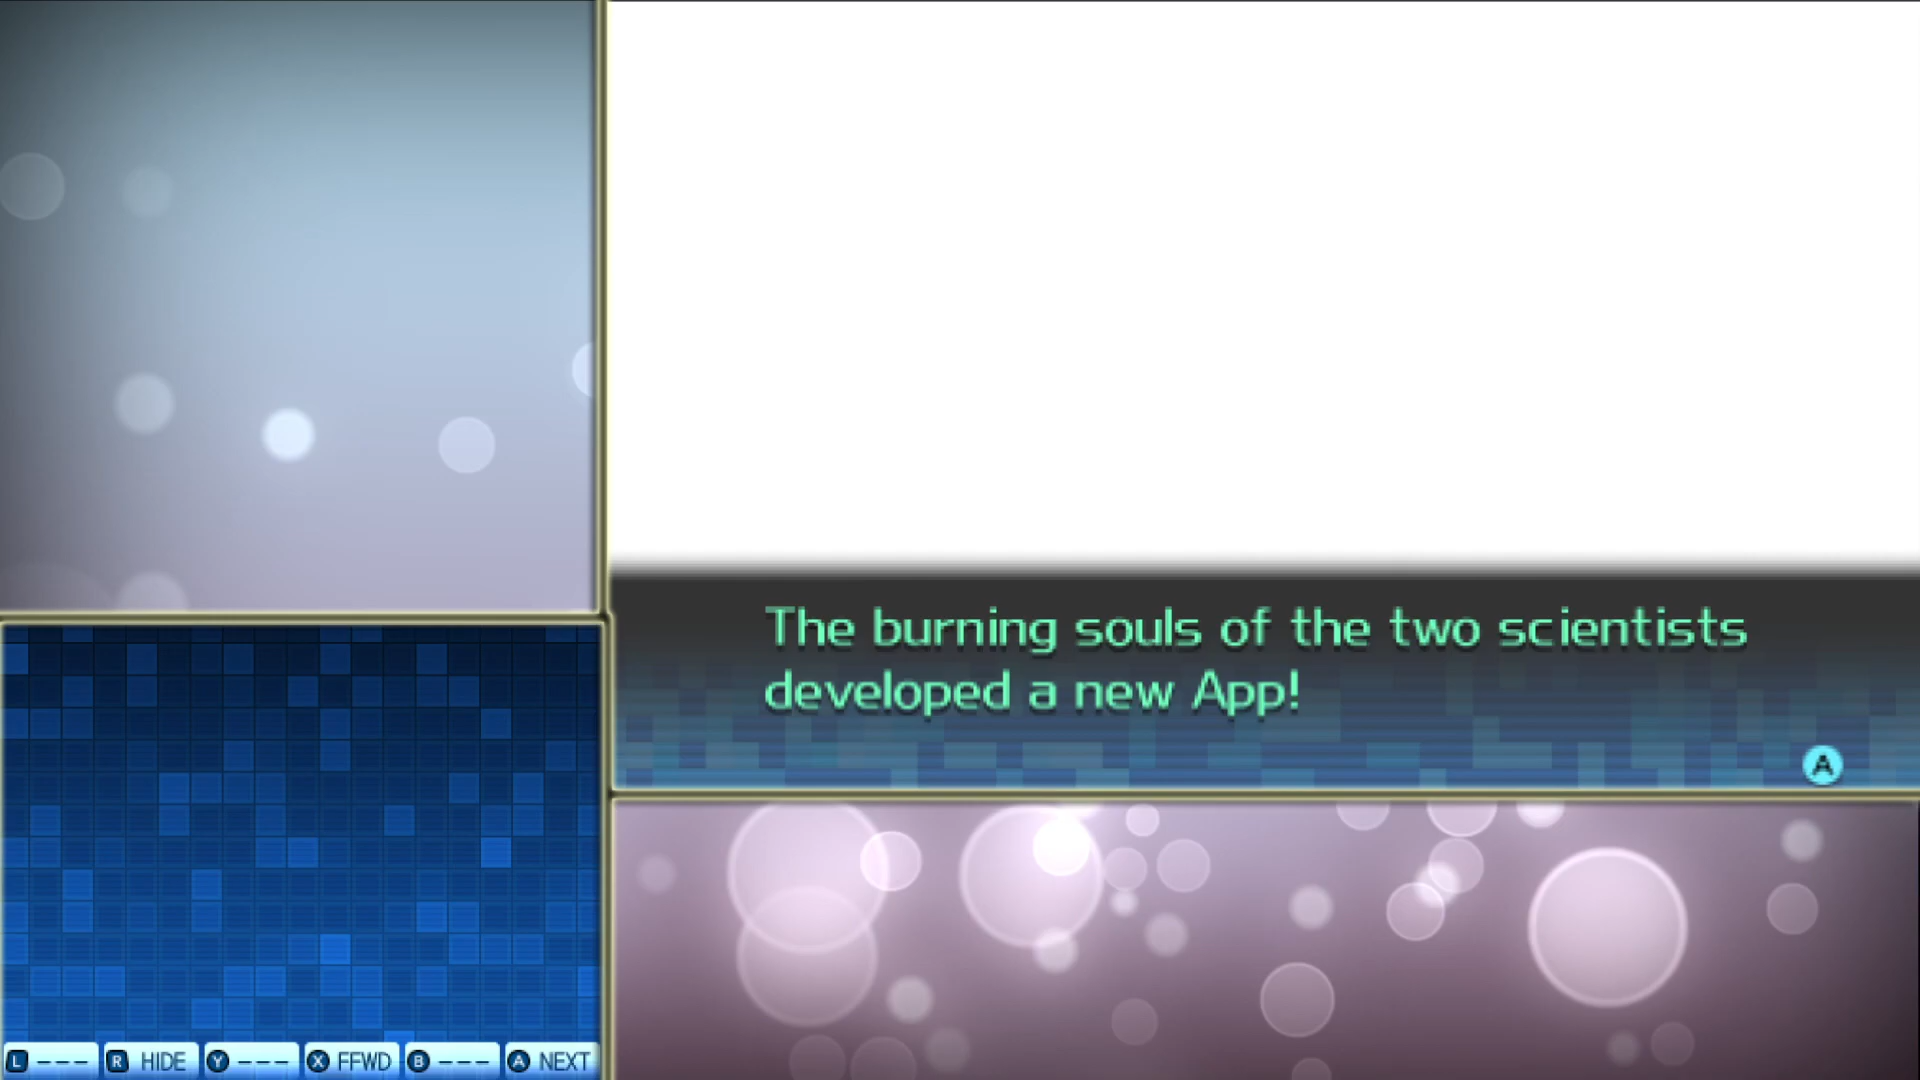 The burning souls of the two scientists
developed a new App!
A
L --- R HIDE Y --- X FFWD B --- A NEXT